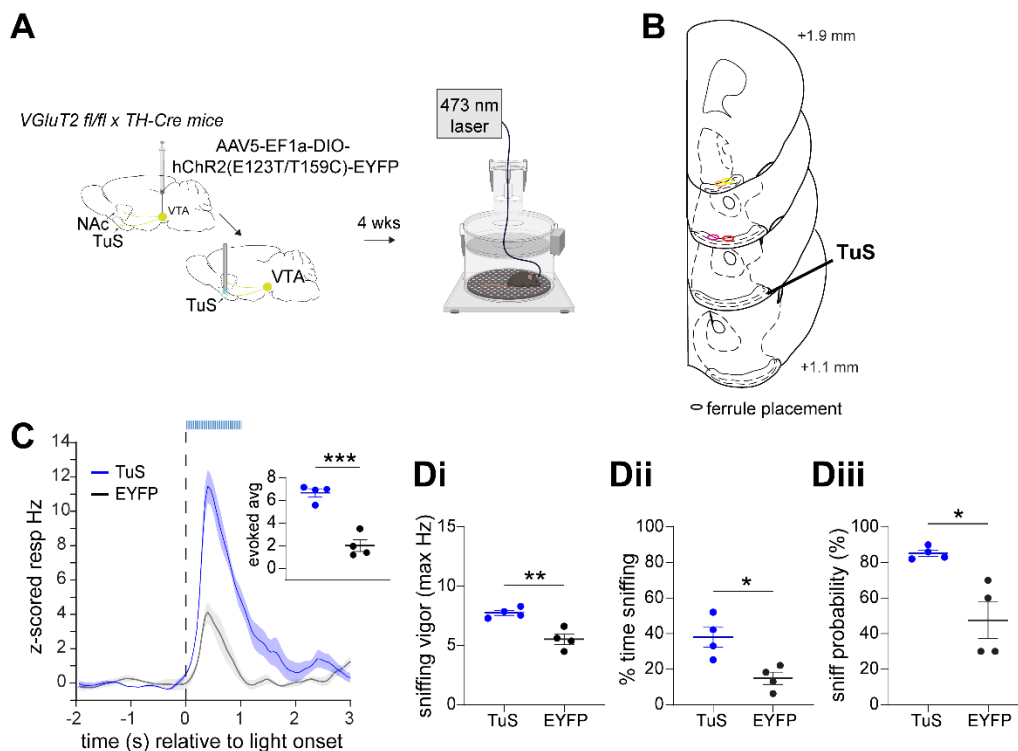 A
VGluT2 fl/fl x TH-Cre mice
AAV5-EF1a-DIO-
hChR2(E123T/T159C)-EYFP
VTA
NAc
TuS
VTA
TuS
4 wks
473 nm
laser
B
+1.9 mm
TuS
+1.1 mm
ferrule placement
C
z-scored resp Hz
14
12
10
8
6
4
2
0
-2
-1
0
1
2
3
time (s) relative to light onset
TuS
EYFP
evoked avg
8
6
4
2
0
***
Di
sniffing vigor (max Hz)
15
10
5
0
**
TuS
EYFP
Dii
% time sniffing
100
80
60
40
20
0
*
TuS
EYFP
Diii
sniff probability (%)
100
80
60
40
20
0
*
TuS
EYFP